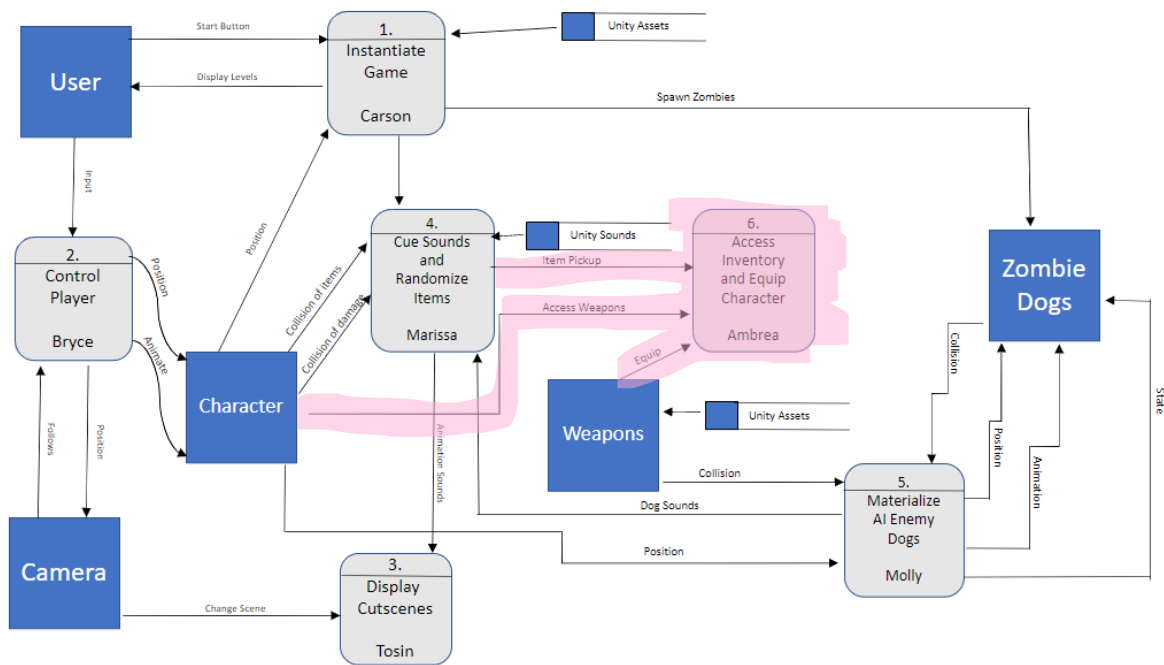 Start Button
1.
Instantiate
Game
Carson
Unity Assets
User
Display Levels
Spawn Zombies
Input
Position
4.
Cue Sounds
and
Randomize
Items
Marissa
Unity Sounds
6.
Access
Inventory
and Equip
Character
Ambrea
Item Pickup
Access Weapons
Zombie
Dogs
2.
Control
Player
Bryce
Position
Animate
Collision of items
Collision of damage
Equip
Character
Weapons
Unity Assets
Collision
State
Follows
Position
Animation Sounds
Collision
Dog Sounds
Position
Position
Animation
5.
Materialize
AI Enemy
Dogs
Molly
Camera
Change Scene
3.
Display
Cutscenes
Tosin